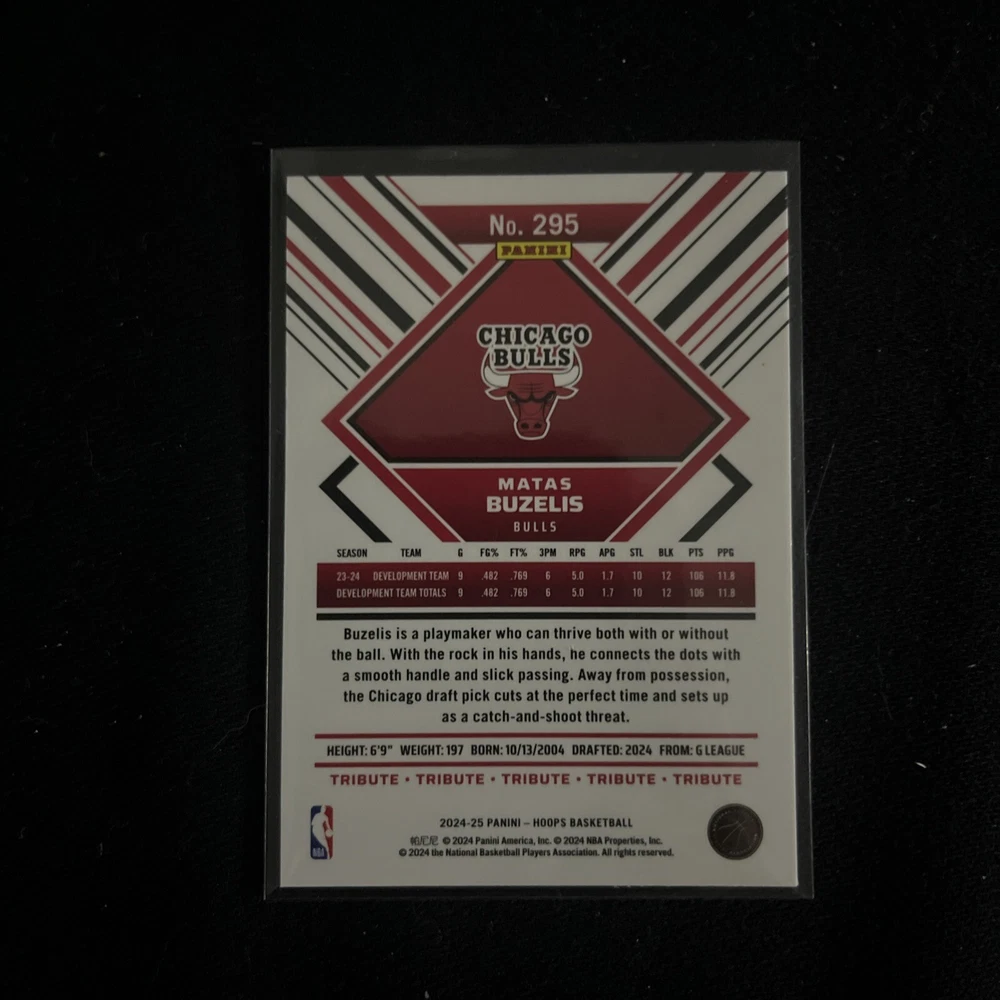 No. 295
PANINI
CHICAGO
BULLS
MATAS
BUZELIS
BULLS
SEASON TEAM G FG% FT% 3PM RPG APG STL BLK PTS PPG
23-24 DEVELOPMENT TEAM 9 .482 .769 6 5.0 1.7 10 12 106 11.8
DEVELOPMENT TEAM TOTALS 9 .482 .769 6 5.0 1.7 10 12 106 11.8
Buzelis is a playmaker who can thrive both with or without
the ball. With the rock in his hands, he connects the dots with
a smooth handle and slick passing. Away from possession,
the Chicago draft pick cuts at the perfect time and sets up
as a catch-and-shoot threat.
HEIGHT: 6'9" WEIGHT: 197 BORN: 10/13/2004 DRAFTED: 2024 FROM: G LEAGUE
TRIBUTE • TRIBUTE • TRIBUTE • TRIBUTE • TRIBUTE
2024-25 PANINI – HOOPS BASKETBALL
帕尼尼 © 2024 Panini America, Inc. © 2024 NBA Properties, Inc.
© 2024 the National Basketball Players Association. All rights reserved.
NBA